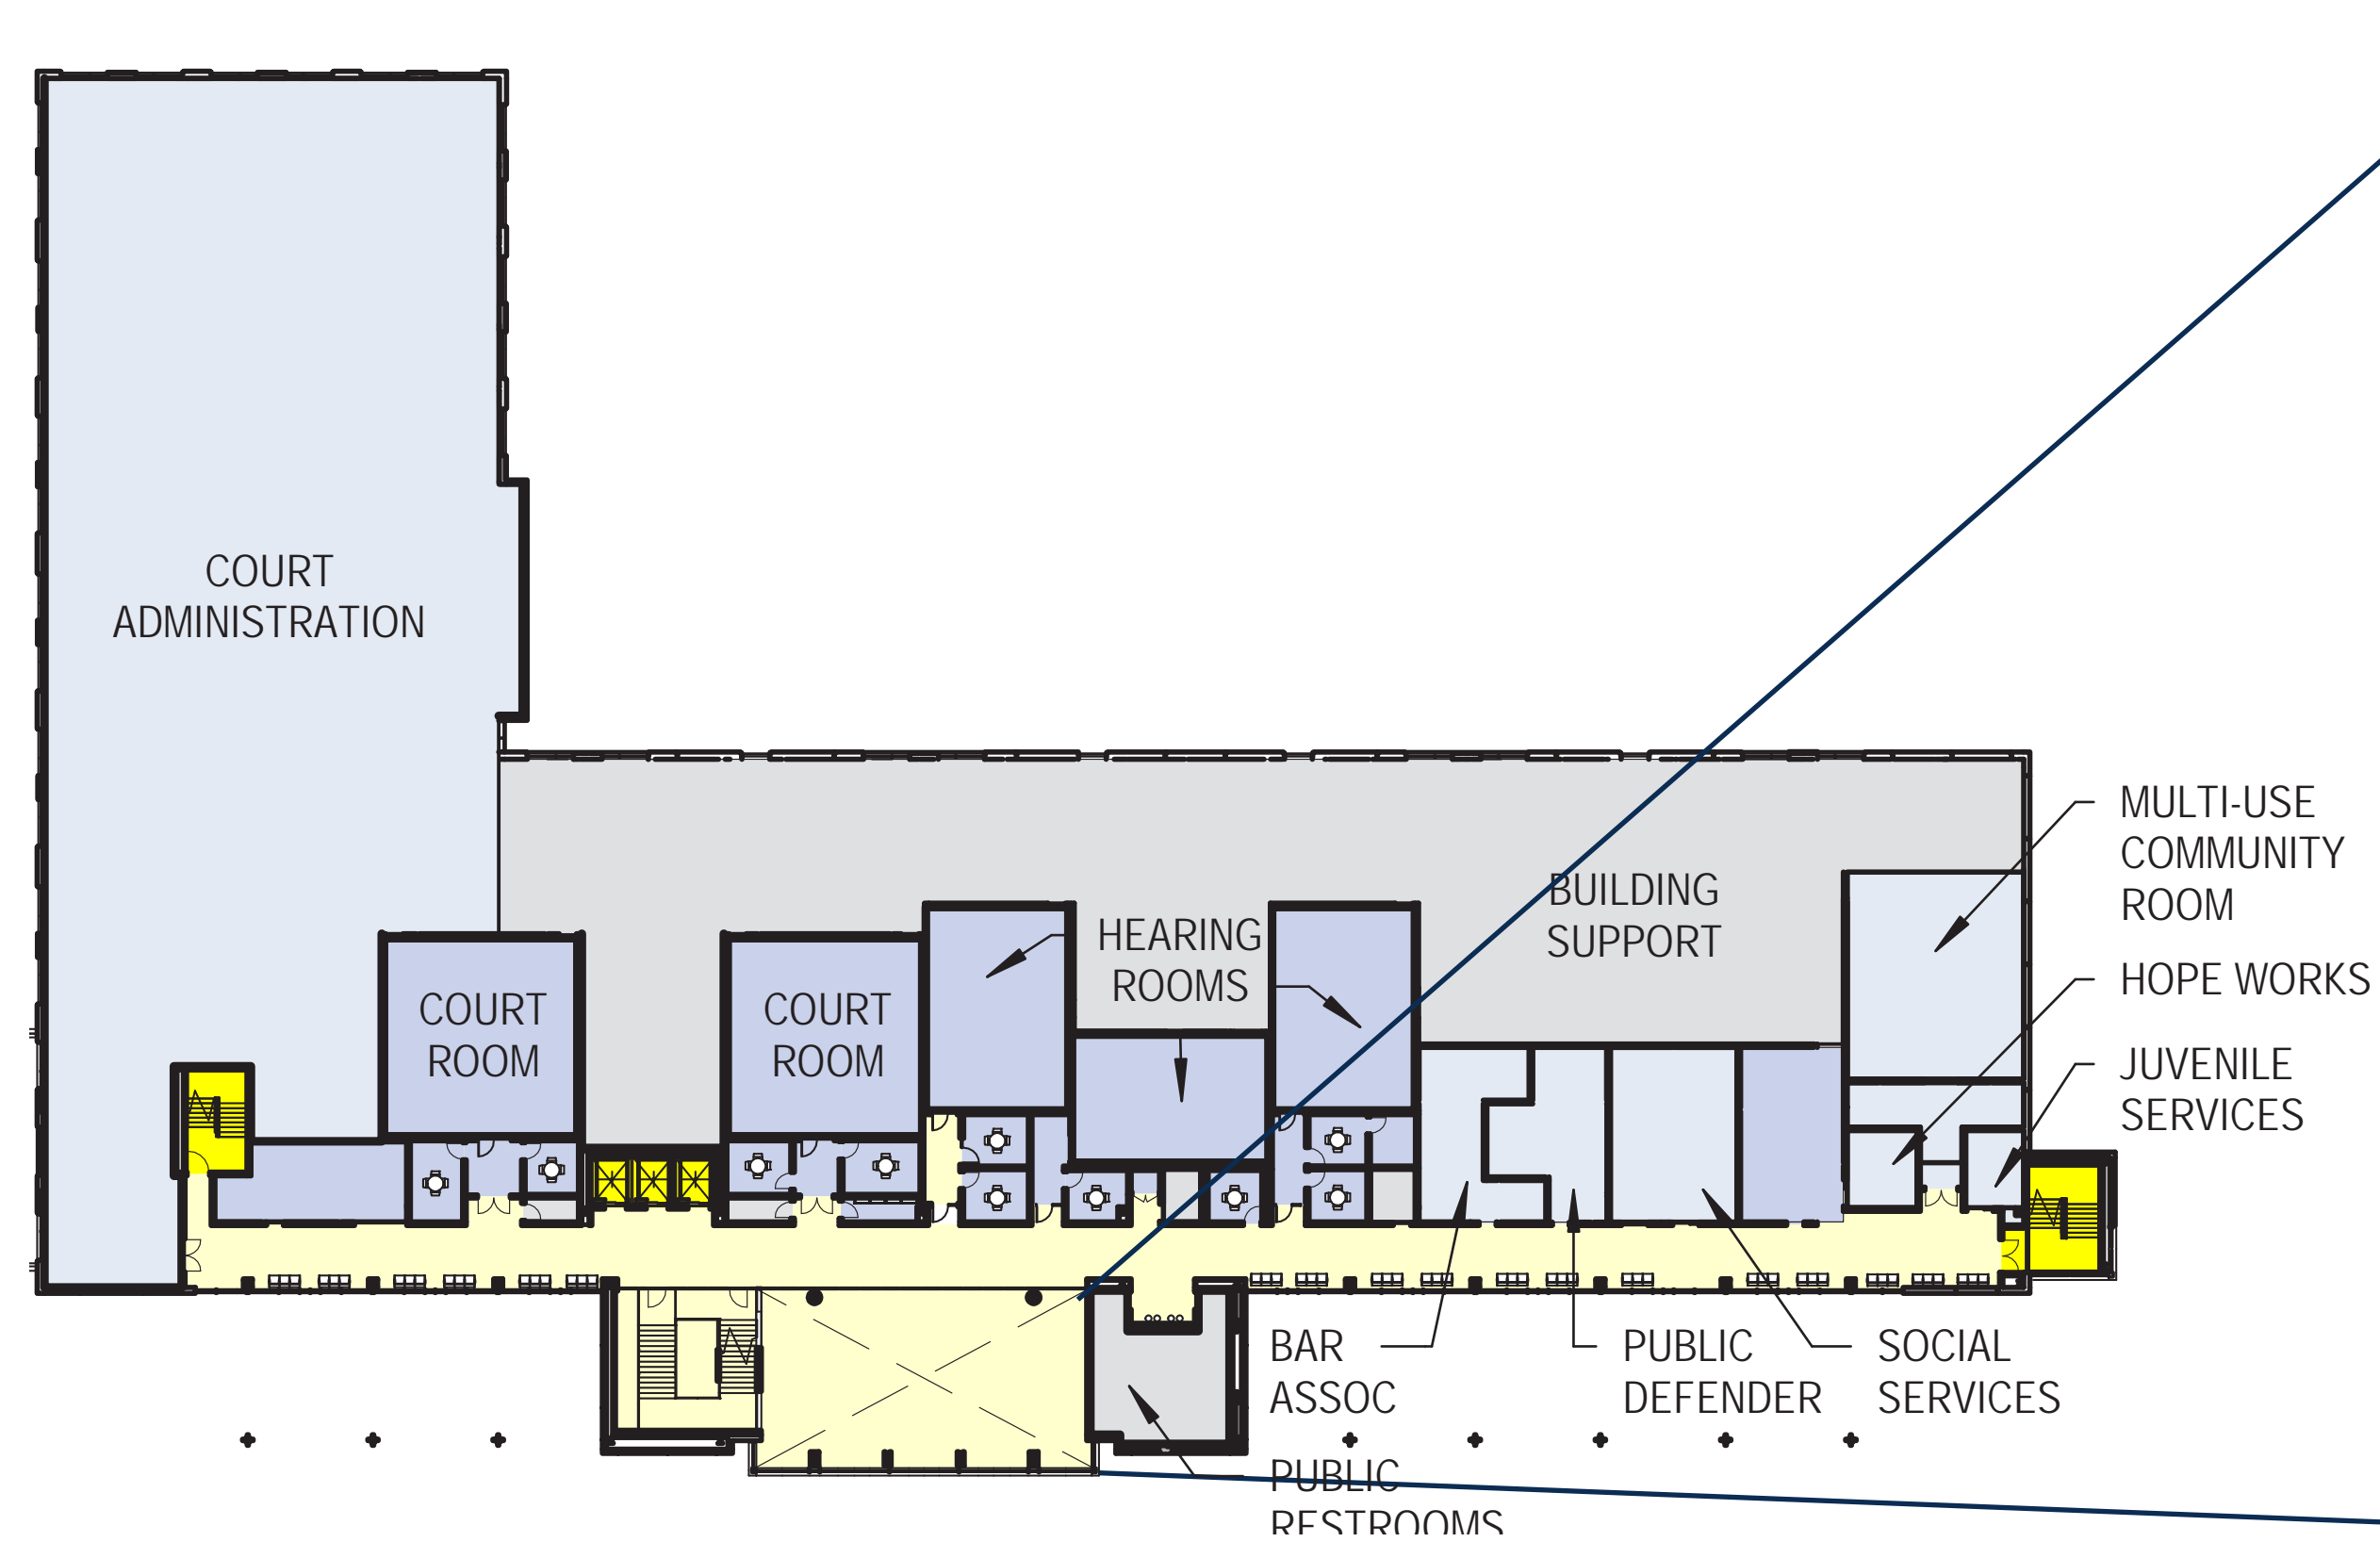 COURT
ADMINISTRATION
COURT
ROOM
COURT
ROOM
HEARING
ROOMS
BUILDING
SUPPORT
MULTI-USE
COMMUNITY
ROOM
HOPE WORKS
JUVENILE
SERVICES
BAR
ASSOC
PUBLIC
DEFENDER
SOCIAL
SERVICES
PUBLIC
RESTROOMS